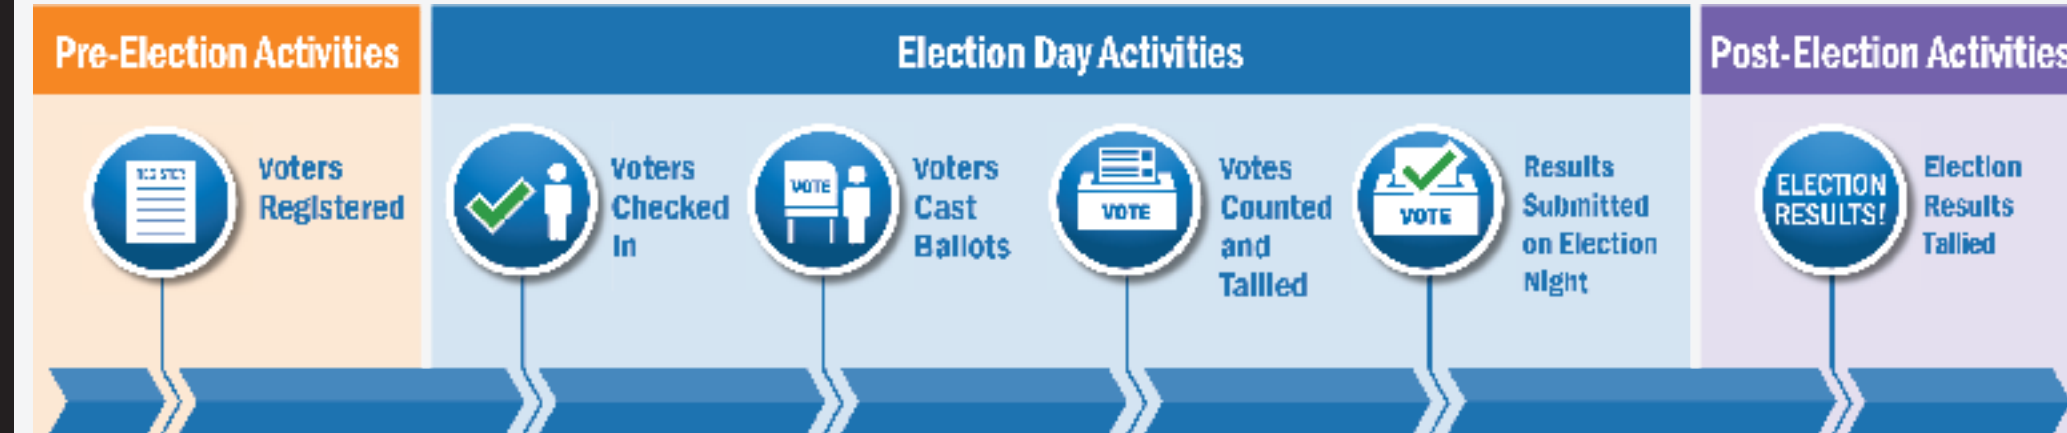 Pre-Election Activities
Election Day Activities
Post-Election Activities
REGISTER
Voters
Registered
Voters
Checked
In
VOTE
Voters
Cast
Ballots
VOTE
Votes
Counted
and
Tallied
VOTE
Results
Submitted
on Election
Night
ELECTION
RESULTS!
Election
Results
Tallied